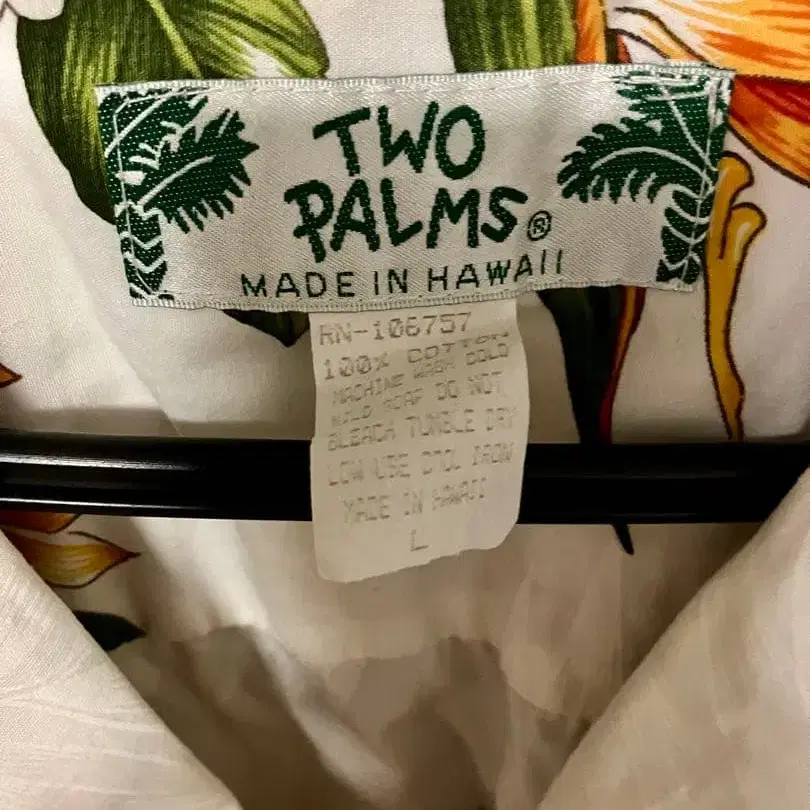 TWO
PALMS®
MADE IN HAWAII
RN-106757
100% COTTON
MACHINE WASH COLD
MILD SOAP DO NOT
BLEACH TUMBLE DRY
LOW USE COOL IRON
MADE IN HAWAII
L